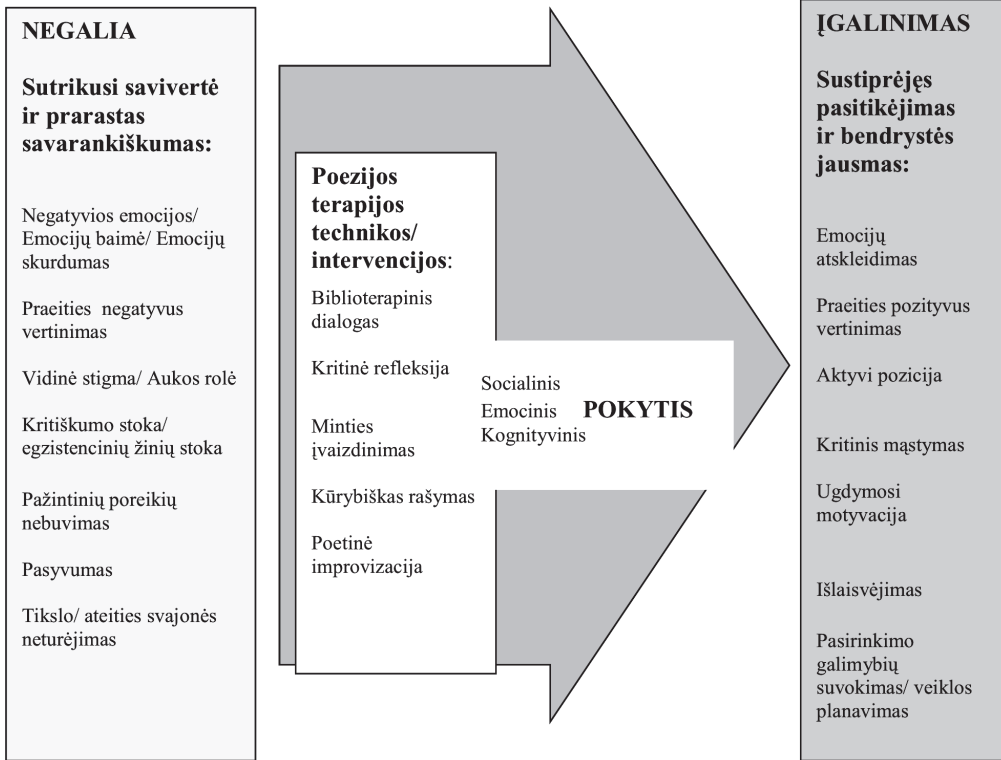 NEGALIA
Sutrikusi savivertė
ir prarastas
savarankiškumas:
Negatyvios emocijos/
Emocijų baimė/ Emocijų
skurdumas
Praeities negatyvus
vertinimas
Vidinė stigma/ Aukos rolė
Kritiškumo stoka/
egzistencinių žinių stoka
Pažintinių poreikių
nebuvimas
Pasyvumas
Tikslo/ ateities svajonės
neturėjimas
Poezijos
terapijos
technikos/
intervencijos:
Biblioterapinis
dialogas
Kritinė refleksija
Minties
įvaizdinimas
Kūrybiškas rašymas
Poetinė
improvizacija
Socialinis
Emocinis POKYTIS
Kognityvinis
ĮGALINIMAS
Sustiprėjęs
pasitikėjimas
ir bendrystės
jausmas:
Emocijų
atskleidimas
Praeities pozityvus
vertinimas
Aktyvi pozicija
Kritinis mąstymas
Ugdymosi
motyvacija
Išlaisvėjimas
Pasirinkimo
galimybių
suvokimas/ veiklos
planavimas